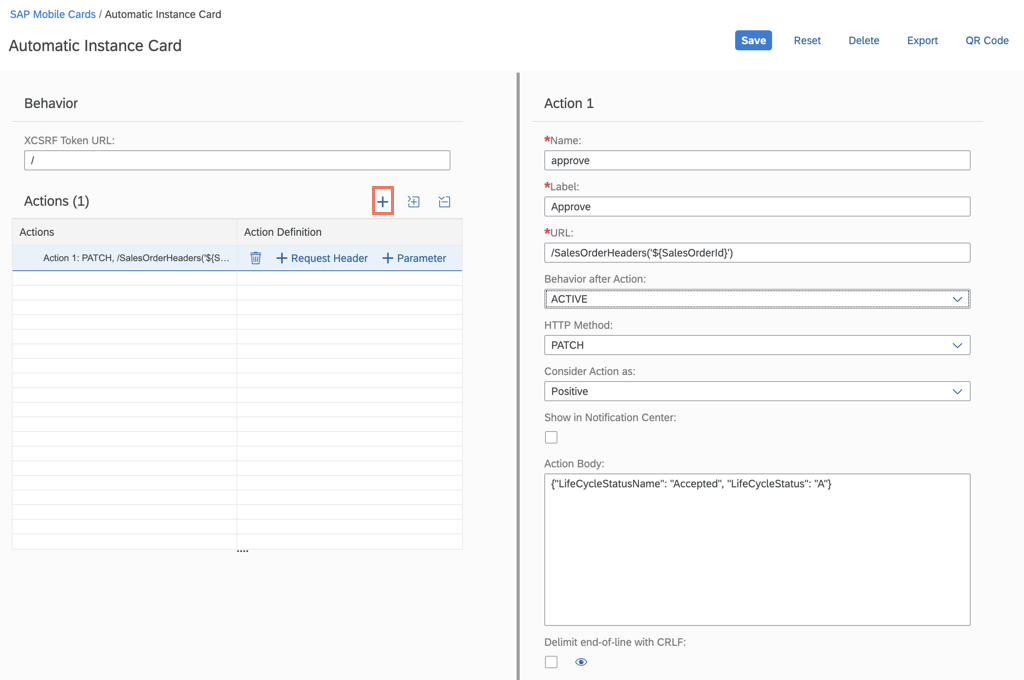 SAP Mobile Cards / Automatic Instance Card
Automatic Instance Card
Save Reset Delete Export QR Code
Behavior
XCSRF Token URL:
/
Actions (1)
Actions Action Definition
Action 1: PATCH, /SalesOrderHeaders('${S... + Request Header + Parameter
....
Action 1
*Name:
approve
*Label:
Approve
*URL:
/SalesOrderHeaders('${SalesOrderId}')
Behavior after Action:
ACTIVE
HTTP Method:
PATCH
Consider Action as:
Positive
Show in Notification Center:
Action Body:
{"LifeCycleStatusName": "Accepted", "LifeCycleStatus": "A"}
Delimit end-of-line with CRLF: